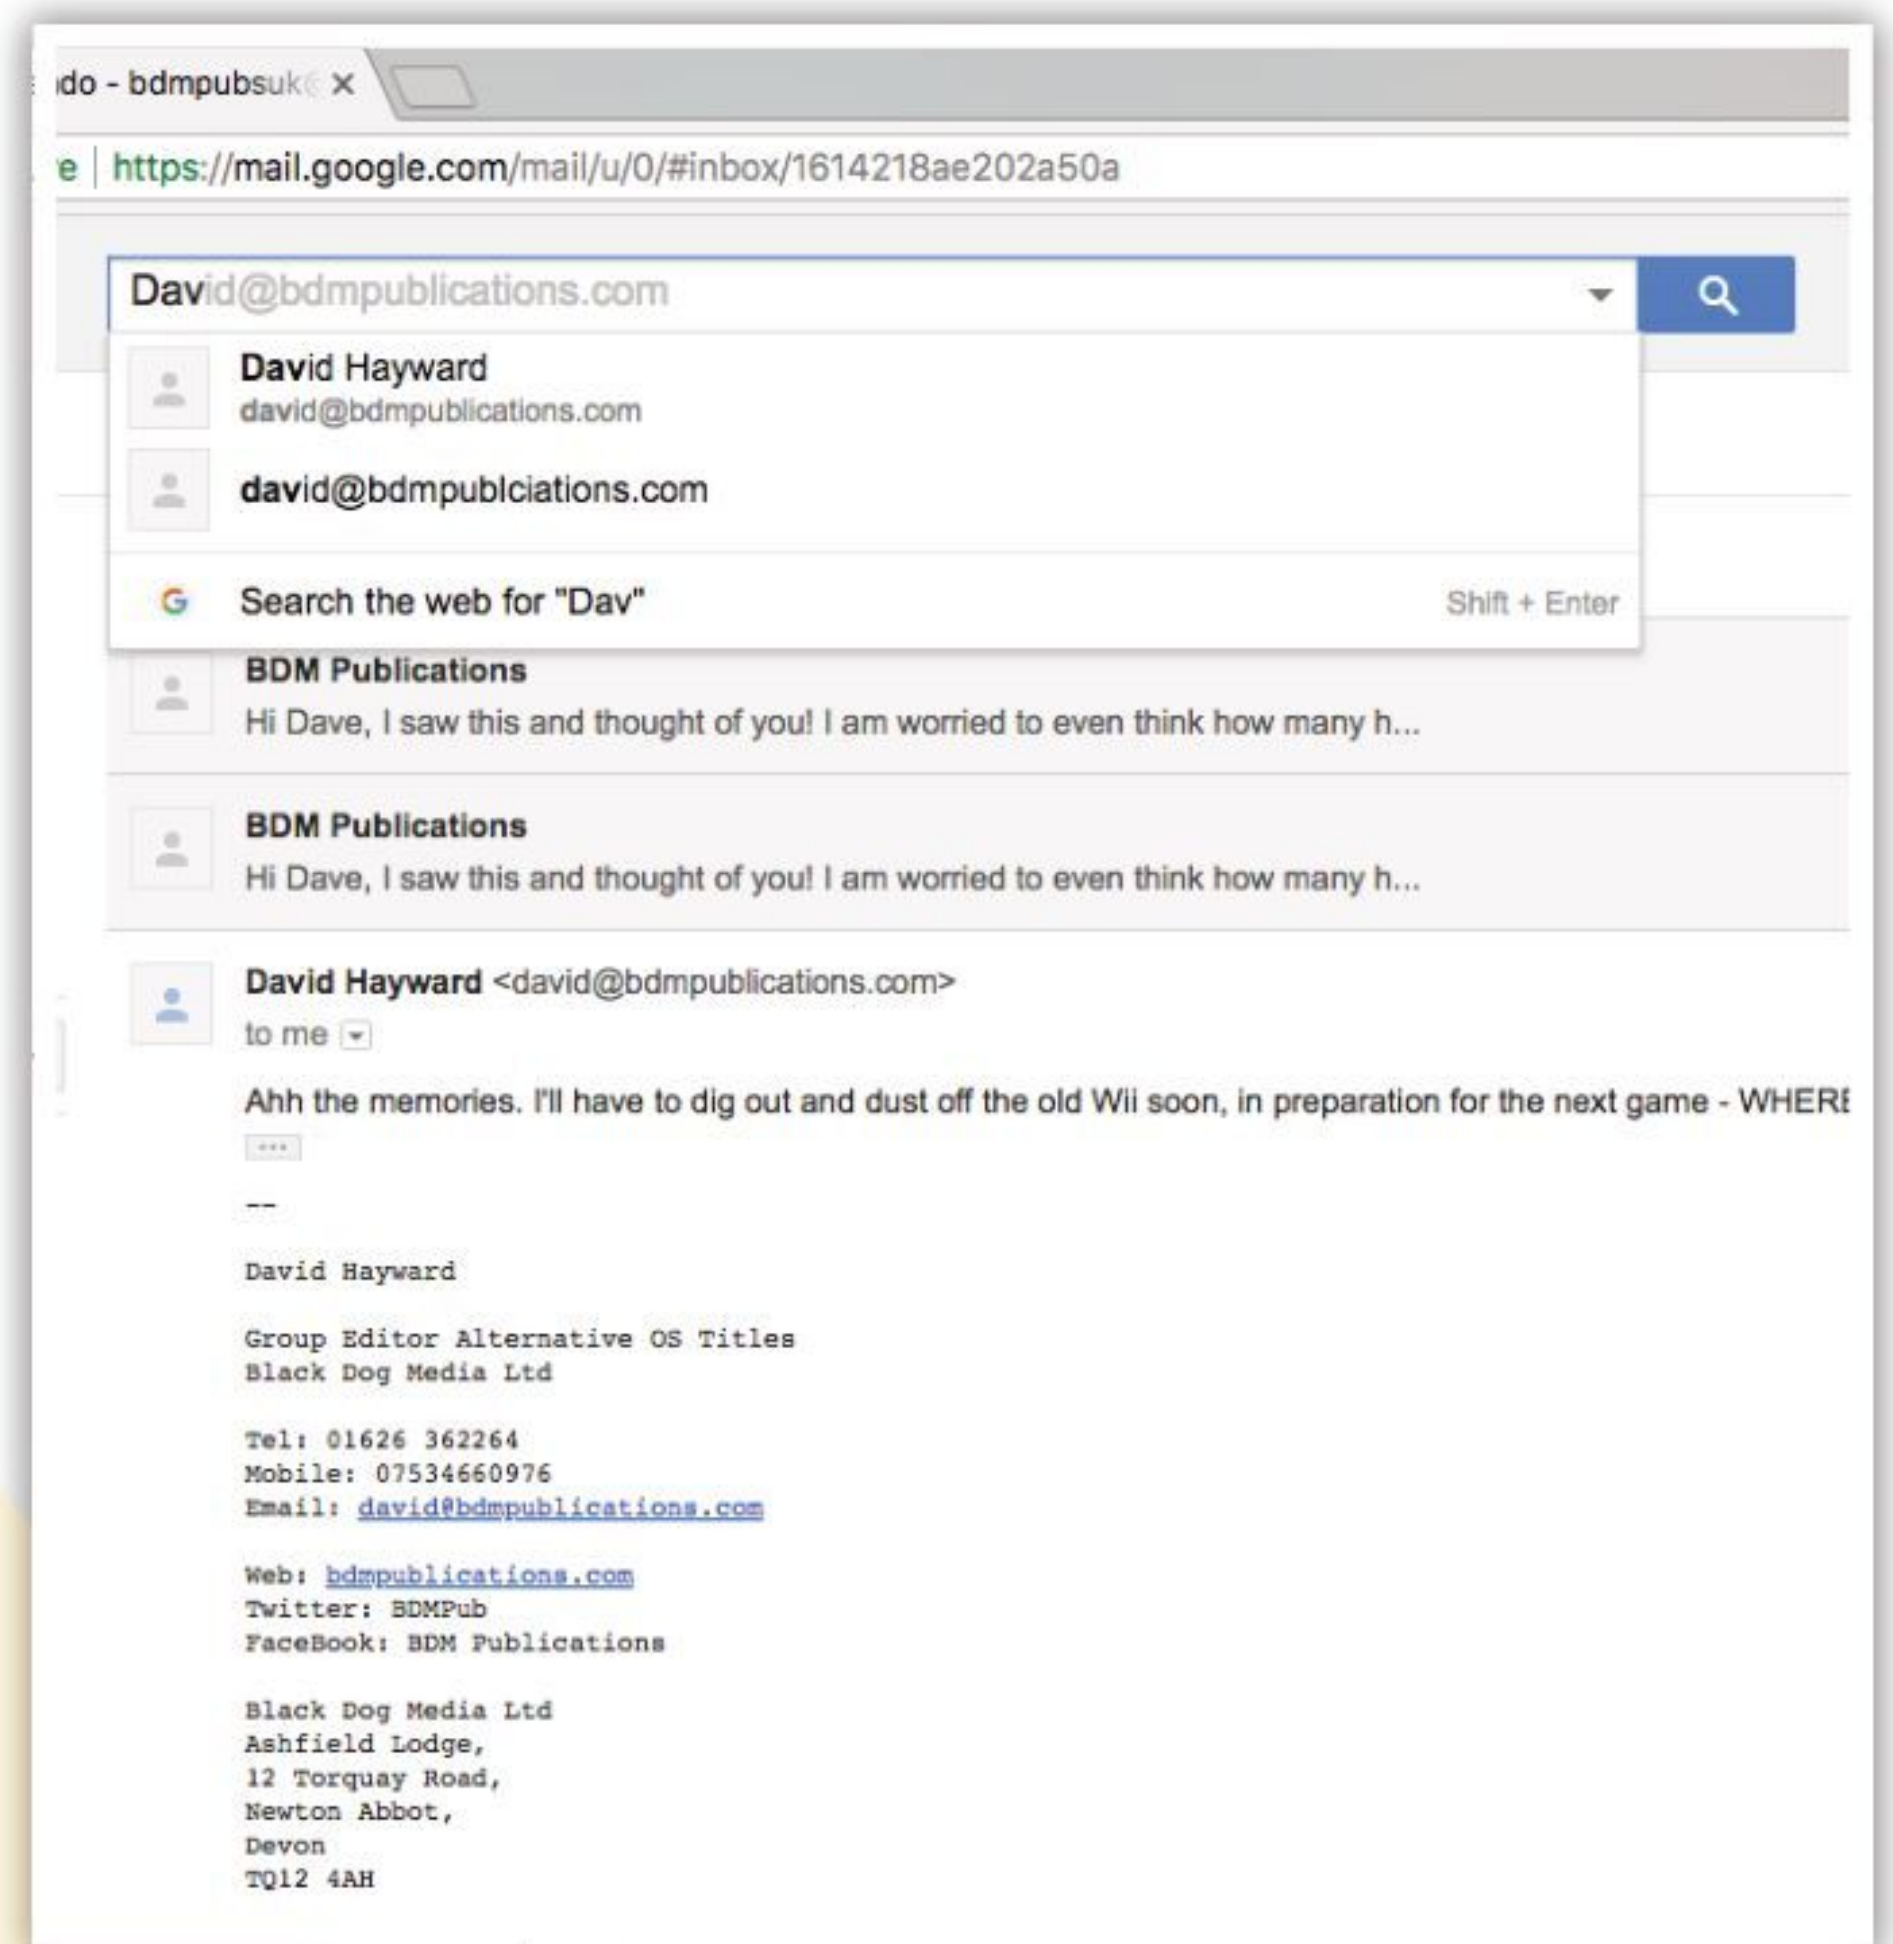 do - bdmpubsuk
e | https://mail.google.com/mail/u/0/#inbox/1614218ae202a50a
David@bdmpublications.com
David Hayward
david@bdmpublications.com
david@bdmpublciations.com
Search the web for "Dav" Shift + Enter
BDM Publications
Hi Dave, I saw this and thought of you! I am worried to even think how many h...
BDM Publications
Hi Dave, I saw this and thought of you! I am worried to even think how many h...
David Hayward <david@bdmpublications.com>
to me
Ahh the memories. I'll have to dig out and dust off the old Wii soon, in preparation for the next game - WHERE
--
David Hayward
Group Editor Alternative OS Titles
Black Dog Media Ltd
Tel: 01626 362264
Mobile: 07534660976
Email: david@bdmpublications.com
Web: bdmpublications.com
Twitter: BDMPub
FaceBook: BDM Publications
Black Dog Media Ltd
Ashfield Lodge,
12 Torquay Road,
Newton Abbot,
Devon
TQ12 4AH